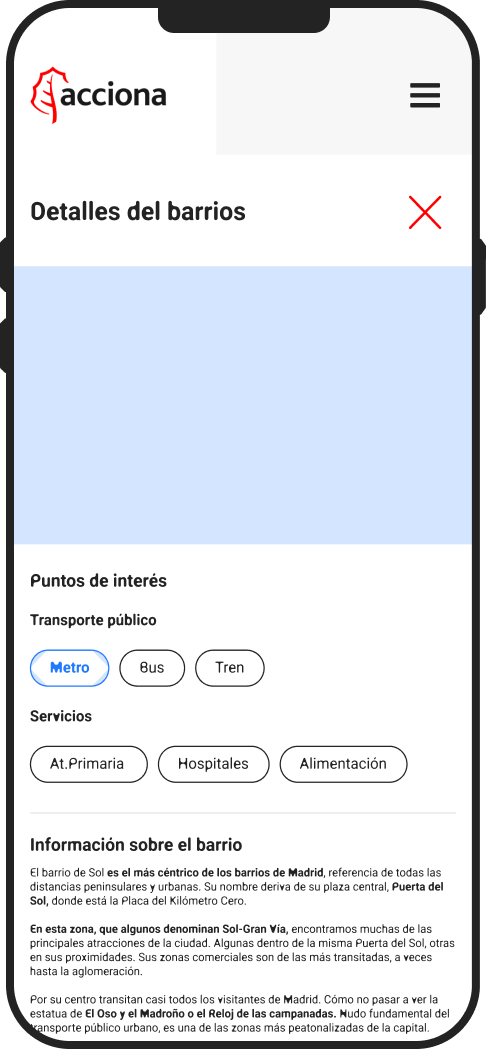 acciona
Detalles del barrios
Puntos de interés
Transporte público
Metro
Bus
Tren
Servicios
At.Primaria
Hospitales
Alimentación
Información sobre el barrio
El barrio de Sol es el más céntrico de los barrios de Madrid, referencia de todas las
distancias peninsulares y urbanas. Su nombre deriva de su plaza central, Puerta del
Sol, donde está la Placa del Kilómetro Cero.
En esta zona, que algunos denominan Sol-Gran Vía, encontramos muchas de las
principales atracciones de la ciudad. Algunas dentro de la misma Puerta del Sol, otras
en sus proximidades. Sus zonas comerciales son de las más transitadas, a veces
hasta la aglomeración.
Por su centro transitan casi todos los visitantes de Madrid. Cómo no pasar a ver la
estatua de El Oso y el Madroño o el Reloj de las campanadas. Nudo fundamental del
transporte público urbano, es una de las zonas más peatonalizadas de la capital.